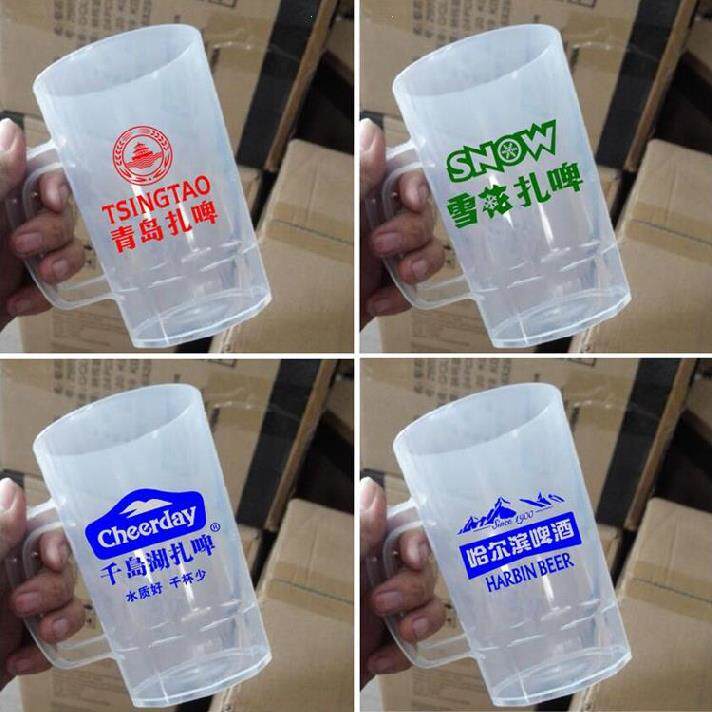 TSINGTAO
青岛扎啤
SNOW
雪花扎啤
Cheerday
®
千岛湖扎啤
水质好 千杯少
Since 1900
哈尔滨啤酒
HARBIN BEER